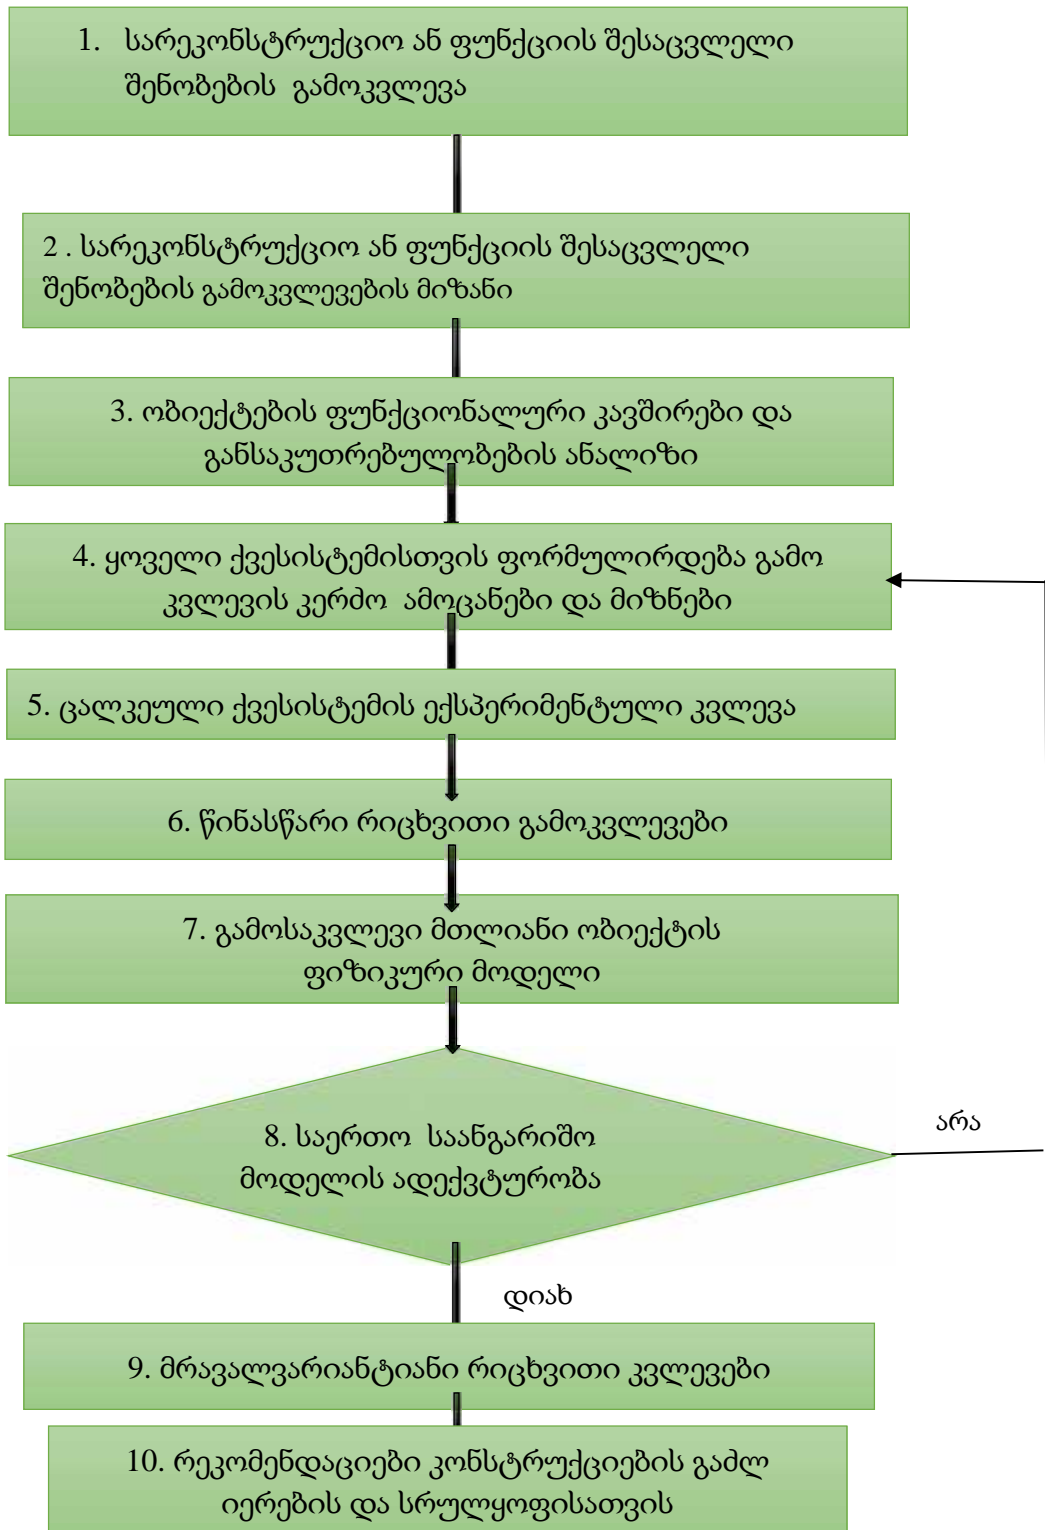 1. სარეკონსტრუქციო ან ფუნქციის შესაცვლელი
შენობების გამოკვლევა
2 . სარეკონსტრუქციო ან ფუნქციის შესაცვლელი
შენობების გამოკვლევების მიზანი
3. ობიექტების ფუნქციონალური კავშირები და
განსაკუთრებულობების ანალიზი
4. ყოველი ქვესისტემისთვის ფორმულირდება გამო
კვლევის კერძო ამოცანები და მიზნები
5. ცალკეული ქვესისტემის ექსპერიმენტული კვლევა
6. წინასწარი რიცხვითი გამოკვლევები
7. გამოსაკვლევი მთლიანი ობიექტის
ფიზიკური მოდელი
8. საერთო საანგარიშო
მოდელის ადექვტურობა
არა
დიახ
9. მრავალვარიანტიანი რიცხვითი კვლევები
10. რეკომენდაციები კონსტრუქციების გაძლ
იერების და სრულყოფისათვის